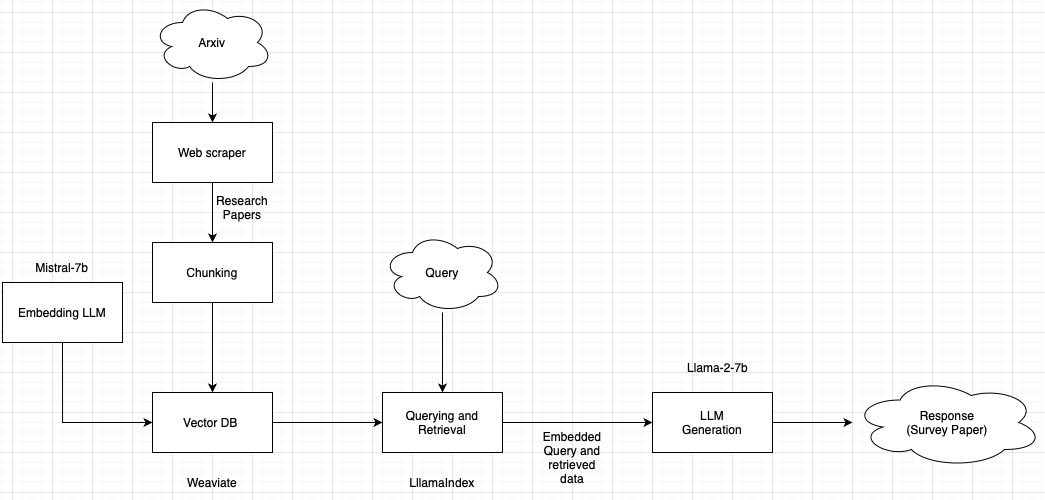 Arxiv
Web scraper
Research
Papers
Chunking
Query
Mistral-7b
Embedding LLM
Llama-2-7b
Vector DB
Querying and
Retrieval
LLM
Generation
Response
(Survey Paper)
Embedded
Query and
retrieved
data
Weaviate
LllamaIndex